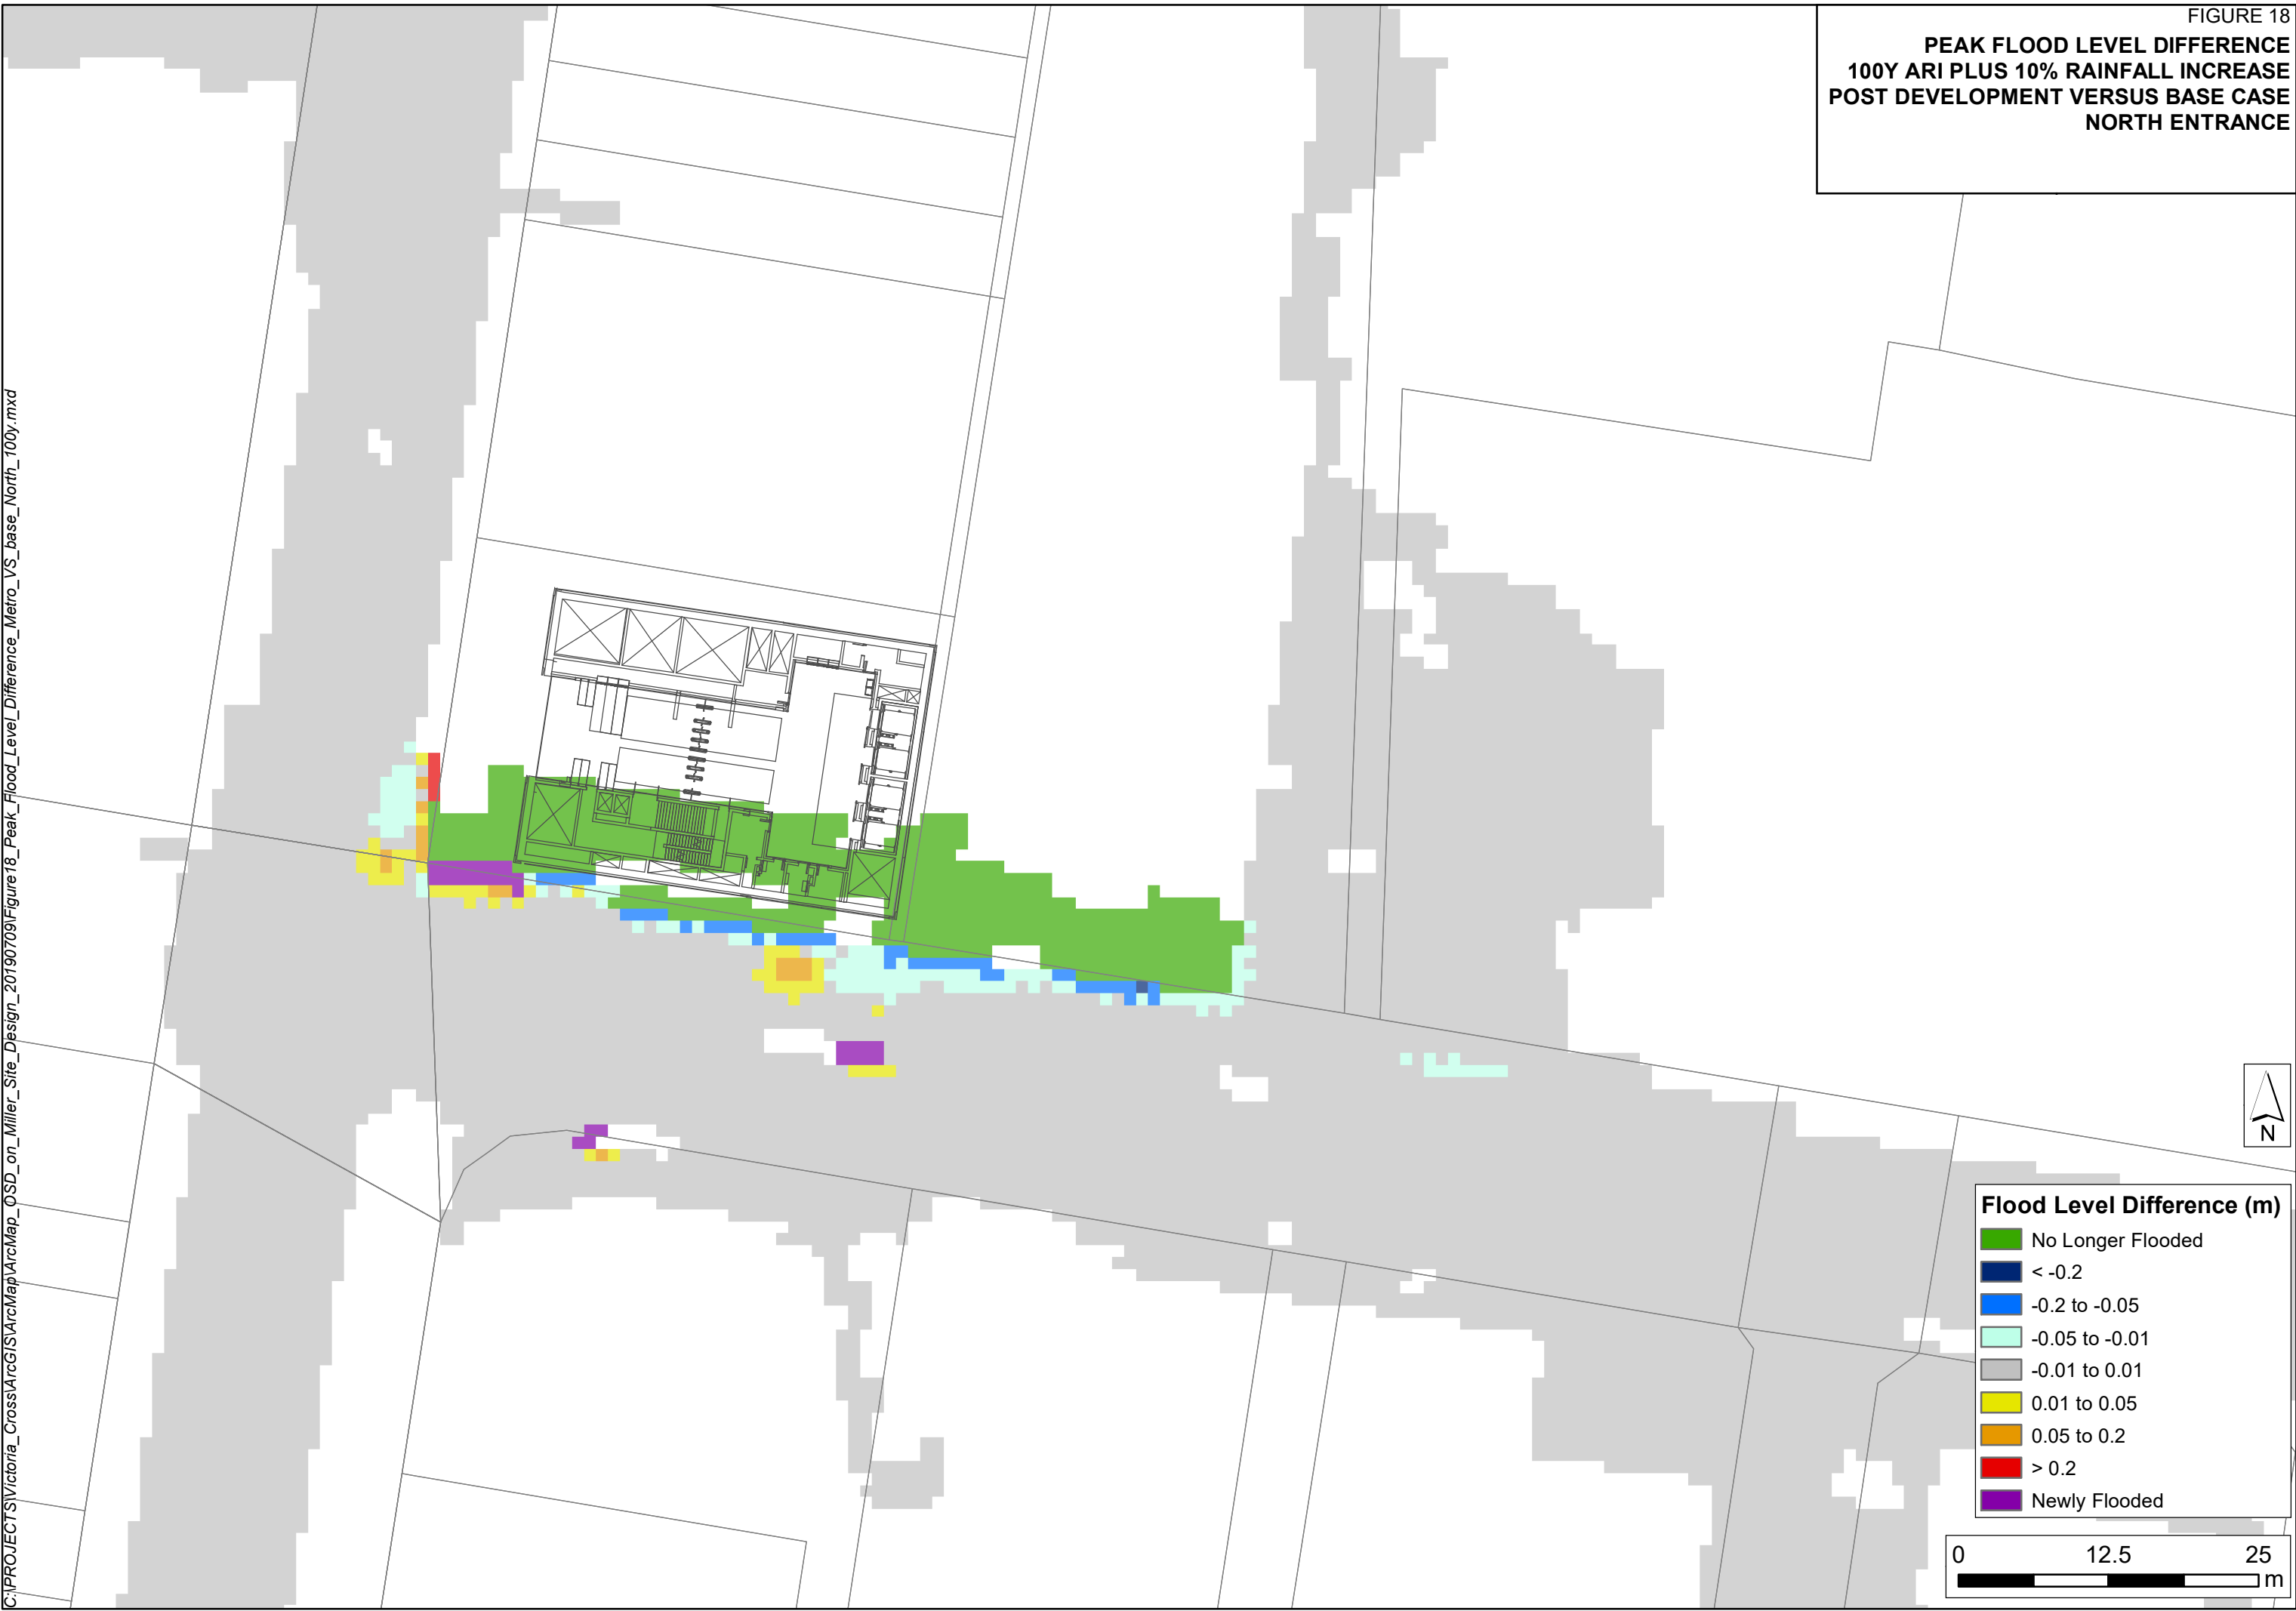 FIGURE 18
PEAK FLOOD LEVEL DIFFERENCE
100Y ARI PLUS 10% RAINFALL INCREASE
POST DEVELOPMENT VERSUS BASE CASE
NORTH ENTRANCE
C:\PROJECTS\Victoria_Cross\ArcGIS\ArcMap\ArcMap_OSD_on_Miller_Site_Design_20190709\Figure18_Peak_Flood_Level_Difference_Metro_VS_base_North_100y.mxd
N
Flood Level Difference (m)
No Longer Flooded
< -0.2
-0.2 to -0.05
-0.05 to -0.01
-0.01 to 0.01
0.01 to 0.05
0.05 to 0.2
> 0.2
Newly Flooded
0 12.5 25
m